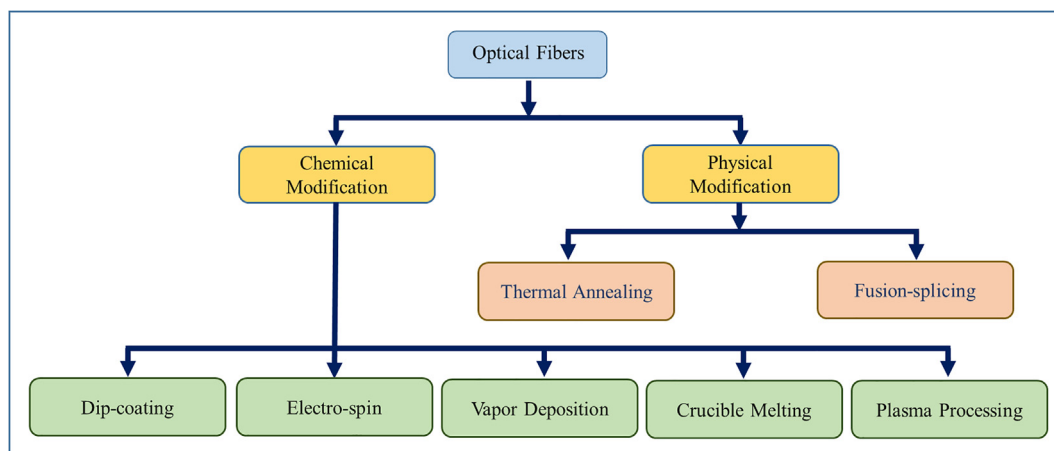 Optical Fibers
Chemical
Modification
Physical
Modification
Thermal Annealing
Fusion-splicing
Dip-coating
Electro-spin
Vapor Deposition
Crucible Melting
Plasma Processing